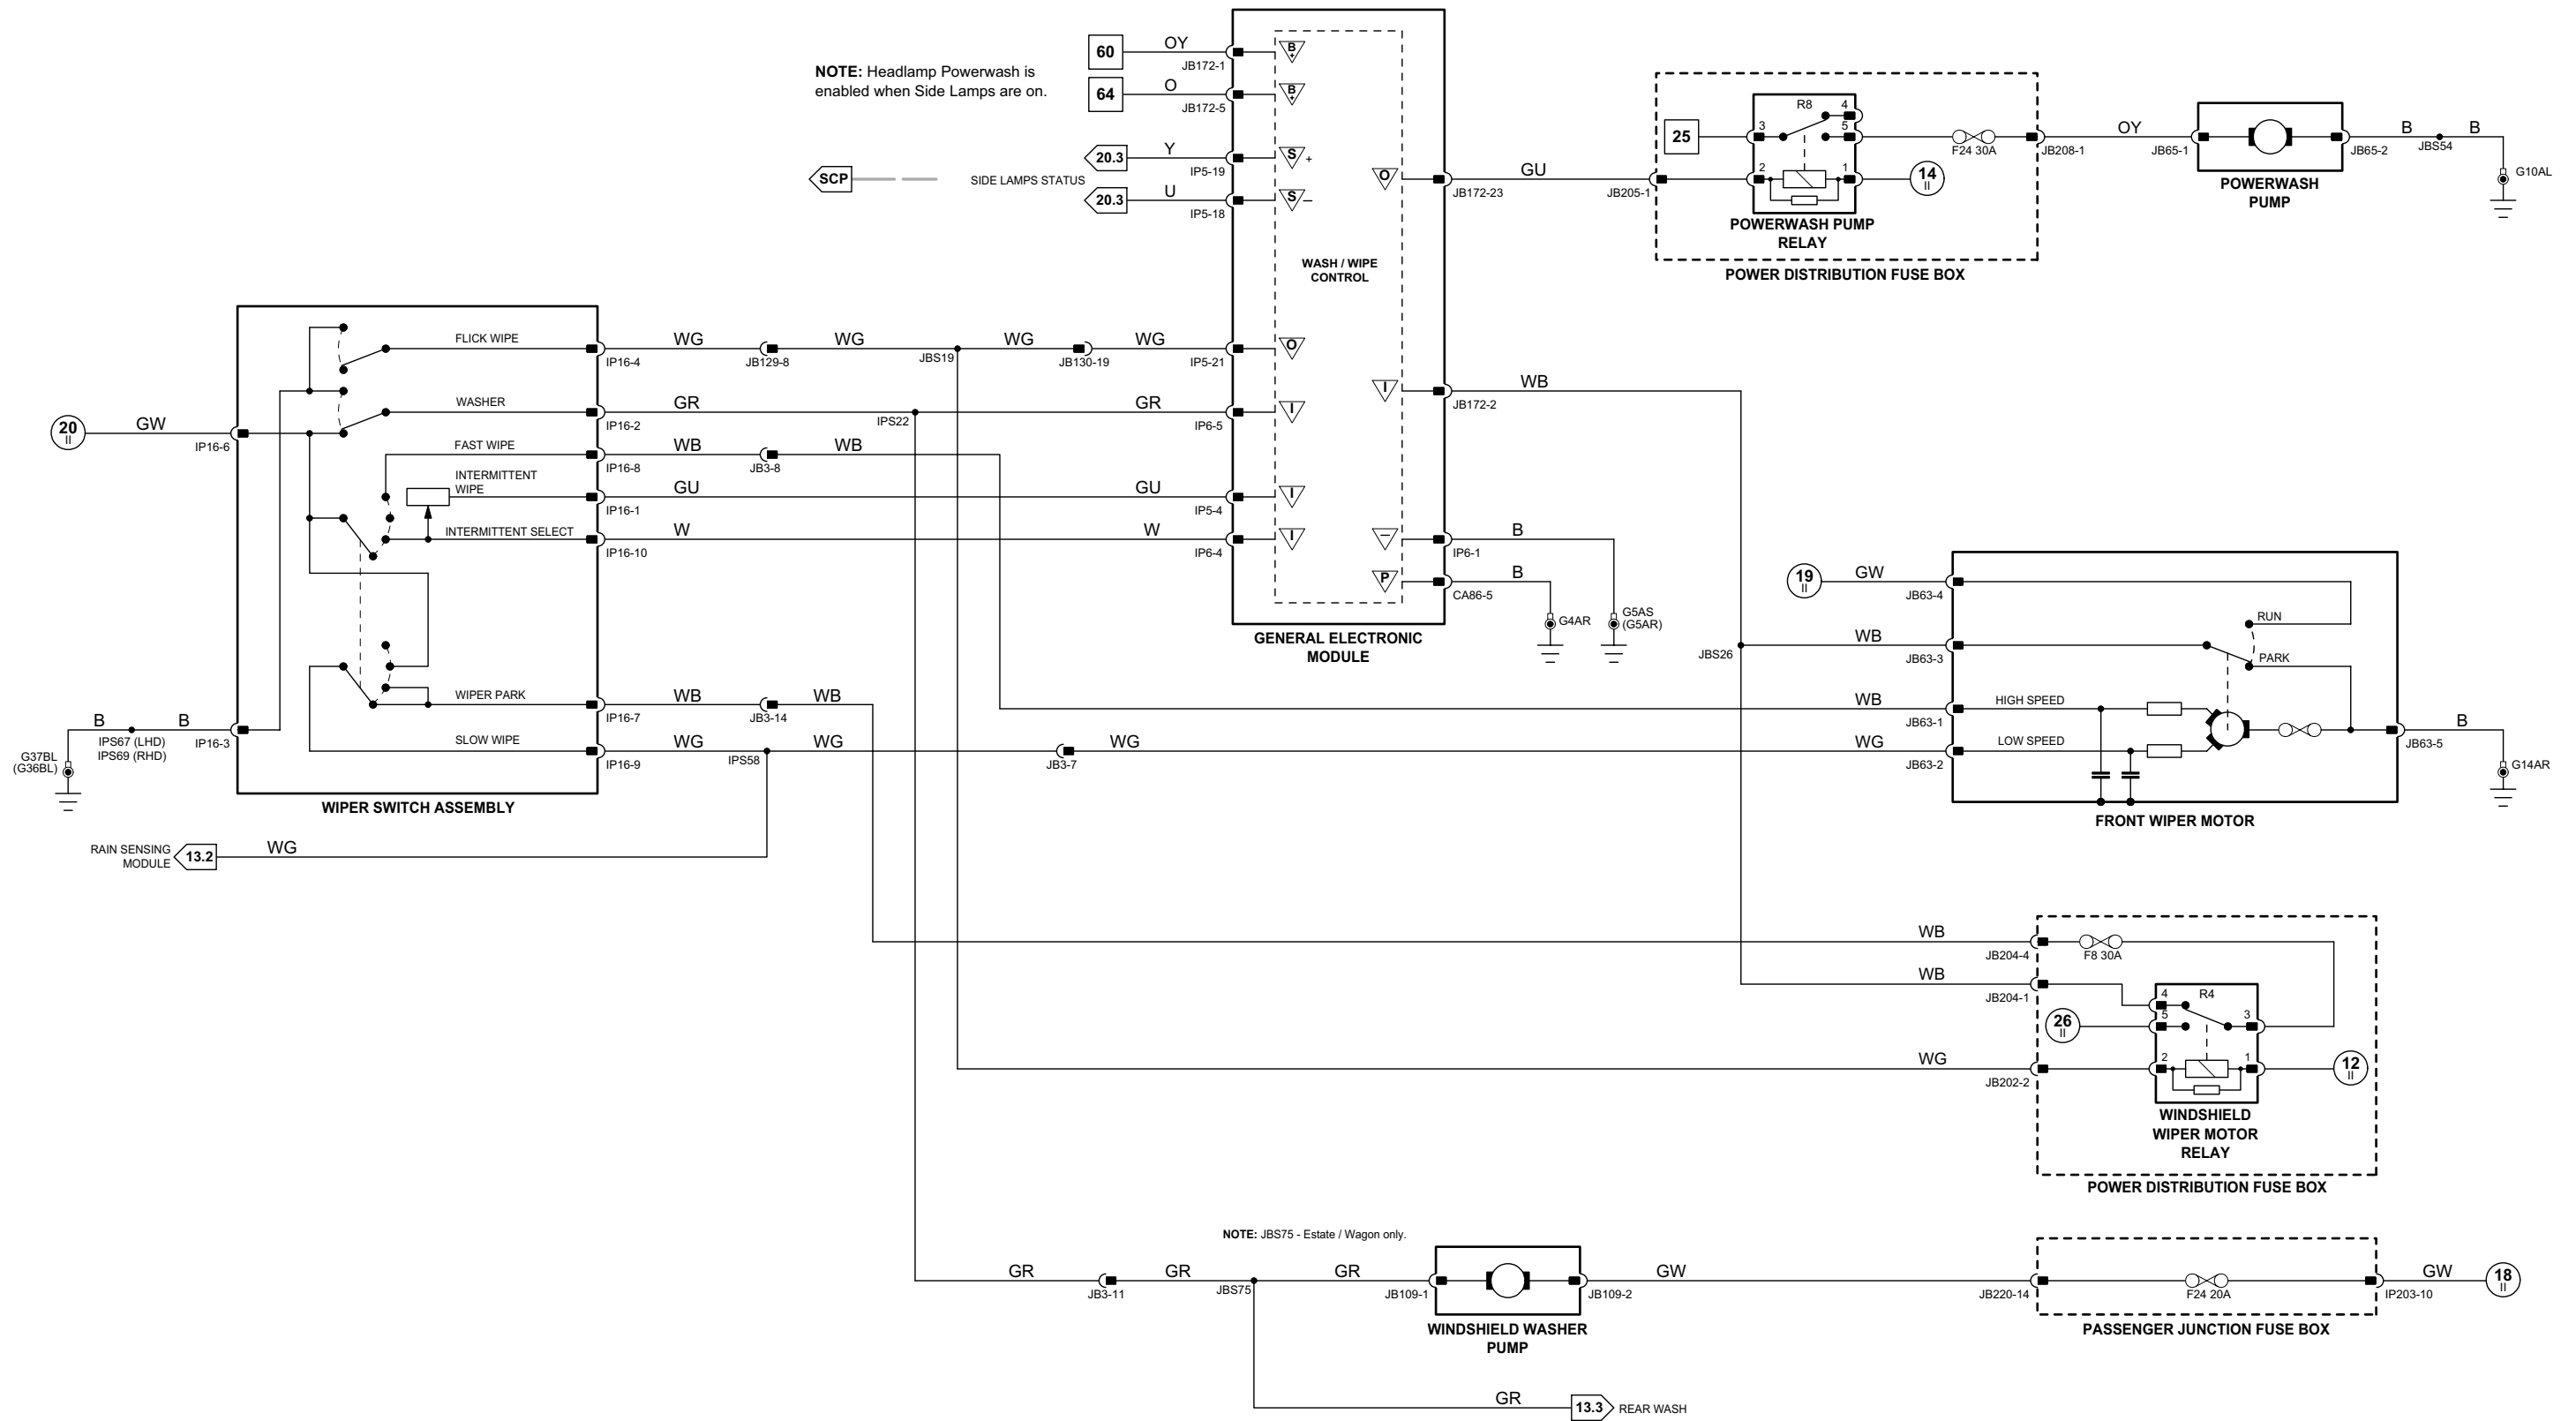 NOTE: Headlamp Powerwash is
enabled when Side Lamps are on.
60
OY
JB172-1
B
+
64
O
JB172-5
B
+
20.3
Y
IP5-19
S
+
SCP
SIDE LAMPS STATUS
20.3
U
IP5-18
S
–
O
JB172-23
GU
JB205-1
WASH / WIPE
CONTROL
25
R8
3
4
5
2
1
14
II
F24 30A
JB208-1
OY
JB65-1
JB65-2
B
JBS54
B
G10AL
POWERWASH PUMP
RELAY
POWER DISTRIBUTION FUSE BOX
POWERWASH
PUMP
20
II
GW
IP16-6
FLICK WIPE
IP16-4
WG
JB129-8
WG
JBS19
WG
JB130-19
WG
IP5-21
O
WASHER
IP16-2
GR
IPS22
GR
IP6-5
I
I
JB172-2
WB
FAST WIPE
IP16-8
WB
JB3-8
WB
INTERMITTENT
WIPE
IP16-1
GU
GU
IP5-4
I
INTERMITTENT SELECT
IP16-10
W
W
IP6-4
I
–
IP6-1
B
P
CA86-5
B
G4AR
G5AS
(G5AR)
GENERAL ELECTRONIC
MODULE
19
II
GW
JB63-4
RUN
JBS26
WB
JB63-3
PARK
WIPER PARK
IP16-7
WB
JB3-14
WB
WB
JB63-1
HIGH SPEED
G37BL
(G36BL)
B
IPS67 (LHD)
IPS69 (RHD)
B
IP16-3
SLOW WIPE
IP16-9
WG
IPS58
WG
JB3-7
WG
WG
JB63-2
LOW SPEED
JB63-5
B
G14AR
WIPER SWITCH ASSEMBLY
FRONT WIPER MOTOR
RAIN SENSING
MODULE
13.2
WG
WB
JB204-4
F8 30A
WB
JB204-1
R4
4
5
3
2
1
26
II
WG
JB202-2
12
II
WINDSHIELD
WIPER MOTOR
RELAY
POWER DISTRIBUTION FUSE BOX
NOTE: JBS75 - Estate / Wagon only.
GR
JB3-11
GR
JBS75
GR
JB109-1
JB109-2
GW
JB220-14
F24 20A
IP203-10
GW
18
II
WINDSHIELD WASHER
PUMP
PASSENGER JUNCTION FUSE BOX
GR
13.3
REAR WASH